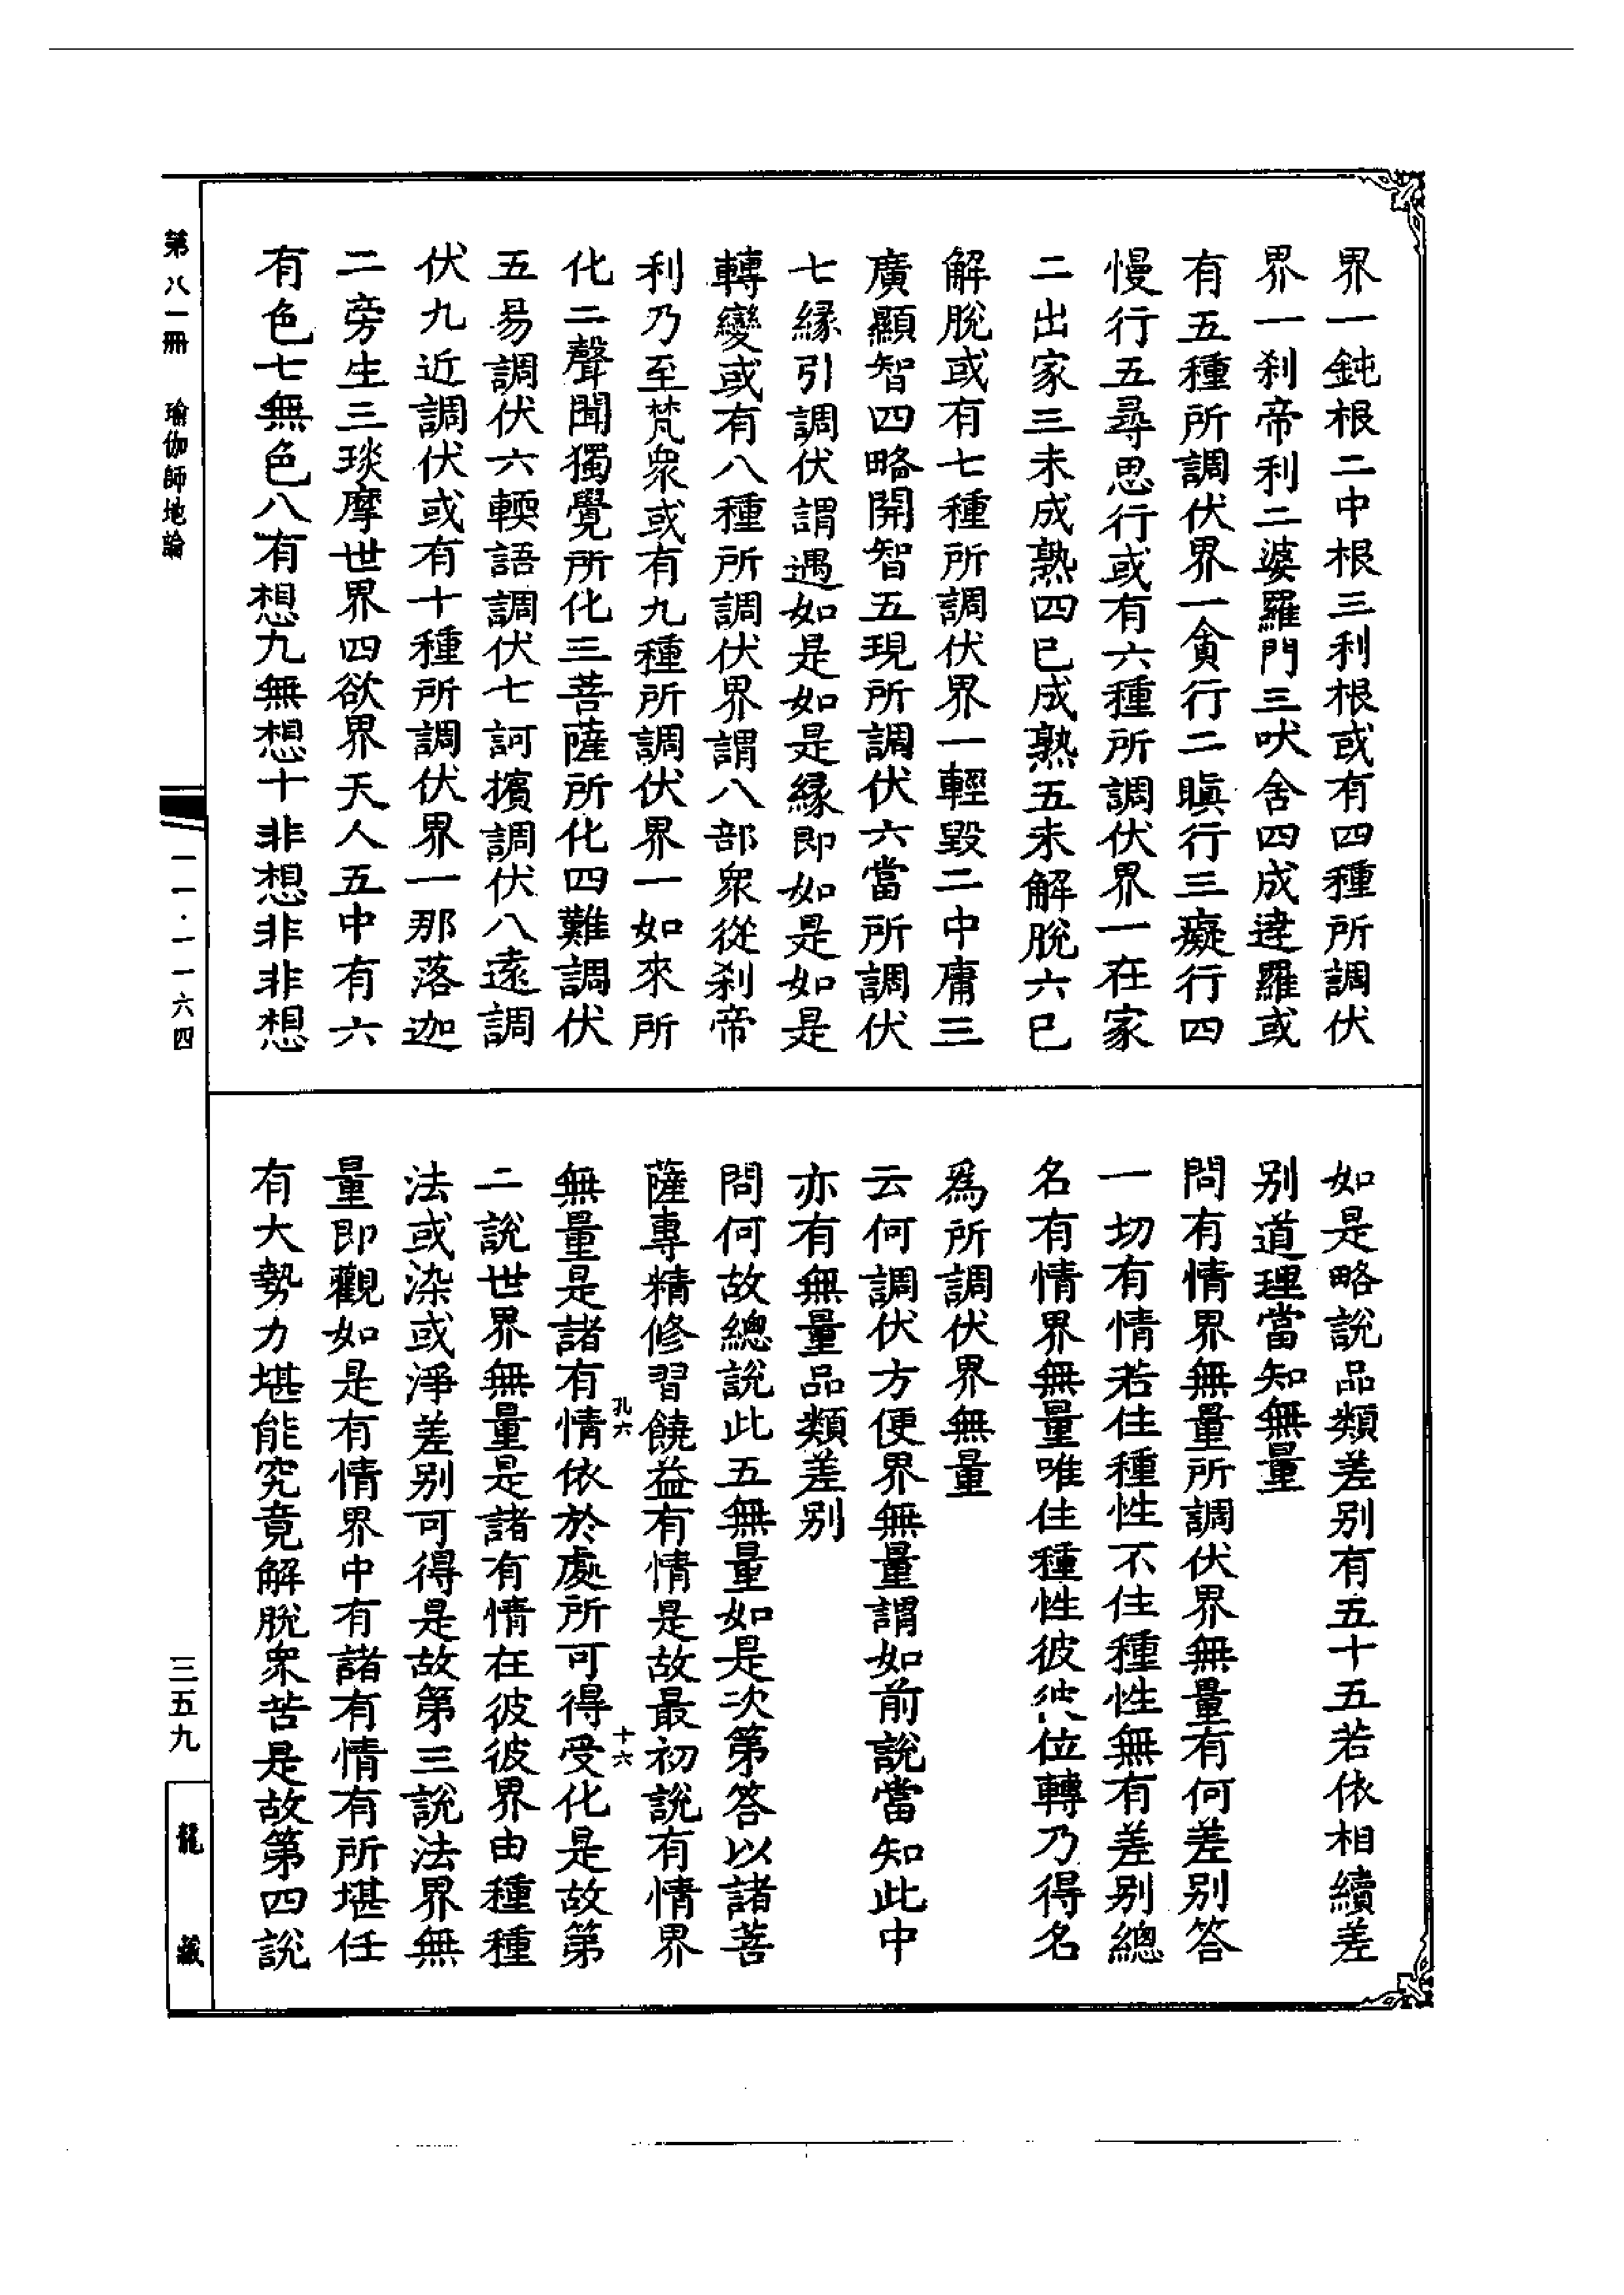 界一鈍根二中根三利根或有四種所調伏
界一刹帝利二婆羅門三吠舍四成達羅或
有五種所調伏界一貪行二瞋行三癡行四
慢行五尋思行或有六種所調伏界一在家
二出家三未成熟四已成熟五未解脫六已
解脫或有七種所調伏界一輕毀二中庸三
廣顯智四略開智五現所調伏六當所調伏
七緣引調伏謂遇如是如是緣即如是如是
轉變或有八種所調伏界謂八部衆從刹帝
利乃至梵衆或有九種所調伏界一如來所
化二聲聞獨覺所化三菩薩所化四難調伏
五易調伏六輭語調伏七訶擯調伏八遠調
伏九近調伏或有十種所調伏界一那落迦
二旁生三琰摩世界四欲界天人五中有六
有色七無色八有想九無想十非想非非想
如是略說品類差別有五十五若依相續差
別道理當知無量
問有情界無量所調伏界無量有何差別答
一切有情若住種性不住種性無有差別總
名有情界無量唯住種性彼彼位轉乃得名
為所調伏界無量
云何調伏方便界無量謂如前說當知此中
亦有無量品類差別
問何故總說此五無量如是次第答以諸菩
薩專精修習饒益有情是故最初說有情界
孔六 十六
無量是諸有情依於處所可得受化是故第
二說世界無量是諸有情在彼彼界由種種
法或染或淨差別可得是故第三說法界無
量即觀如是有情界中有諸有情有所堪任
有大勢力堪能究竟解脫衆苦是故第四說
第八一冊 瑜伽師地論
一一·一一六四
三五九
龍藏